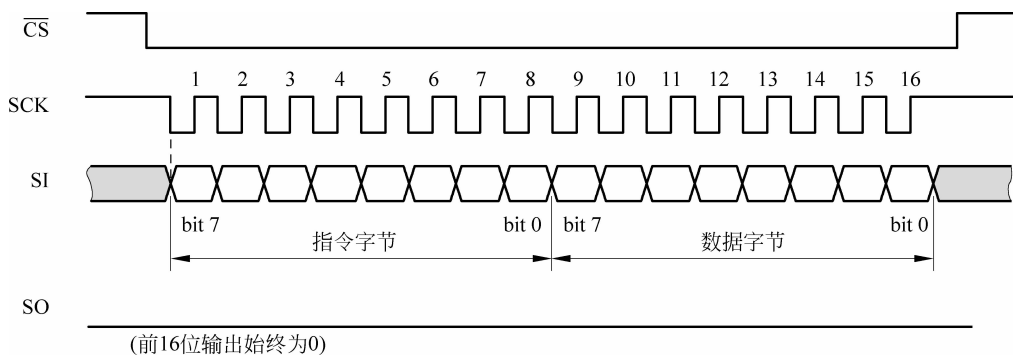 CS
1 2 3 4 5 6 7 8 9 10 11 12 13 14 15 16
SCK
SI
bit 7 bit 0 bit 7 bit 0
指令字节 数据字节
SO
(前16位输出始终为0)